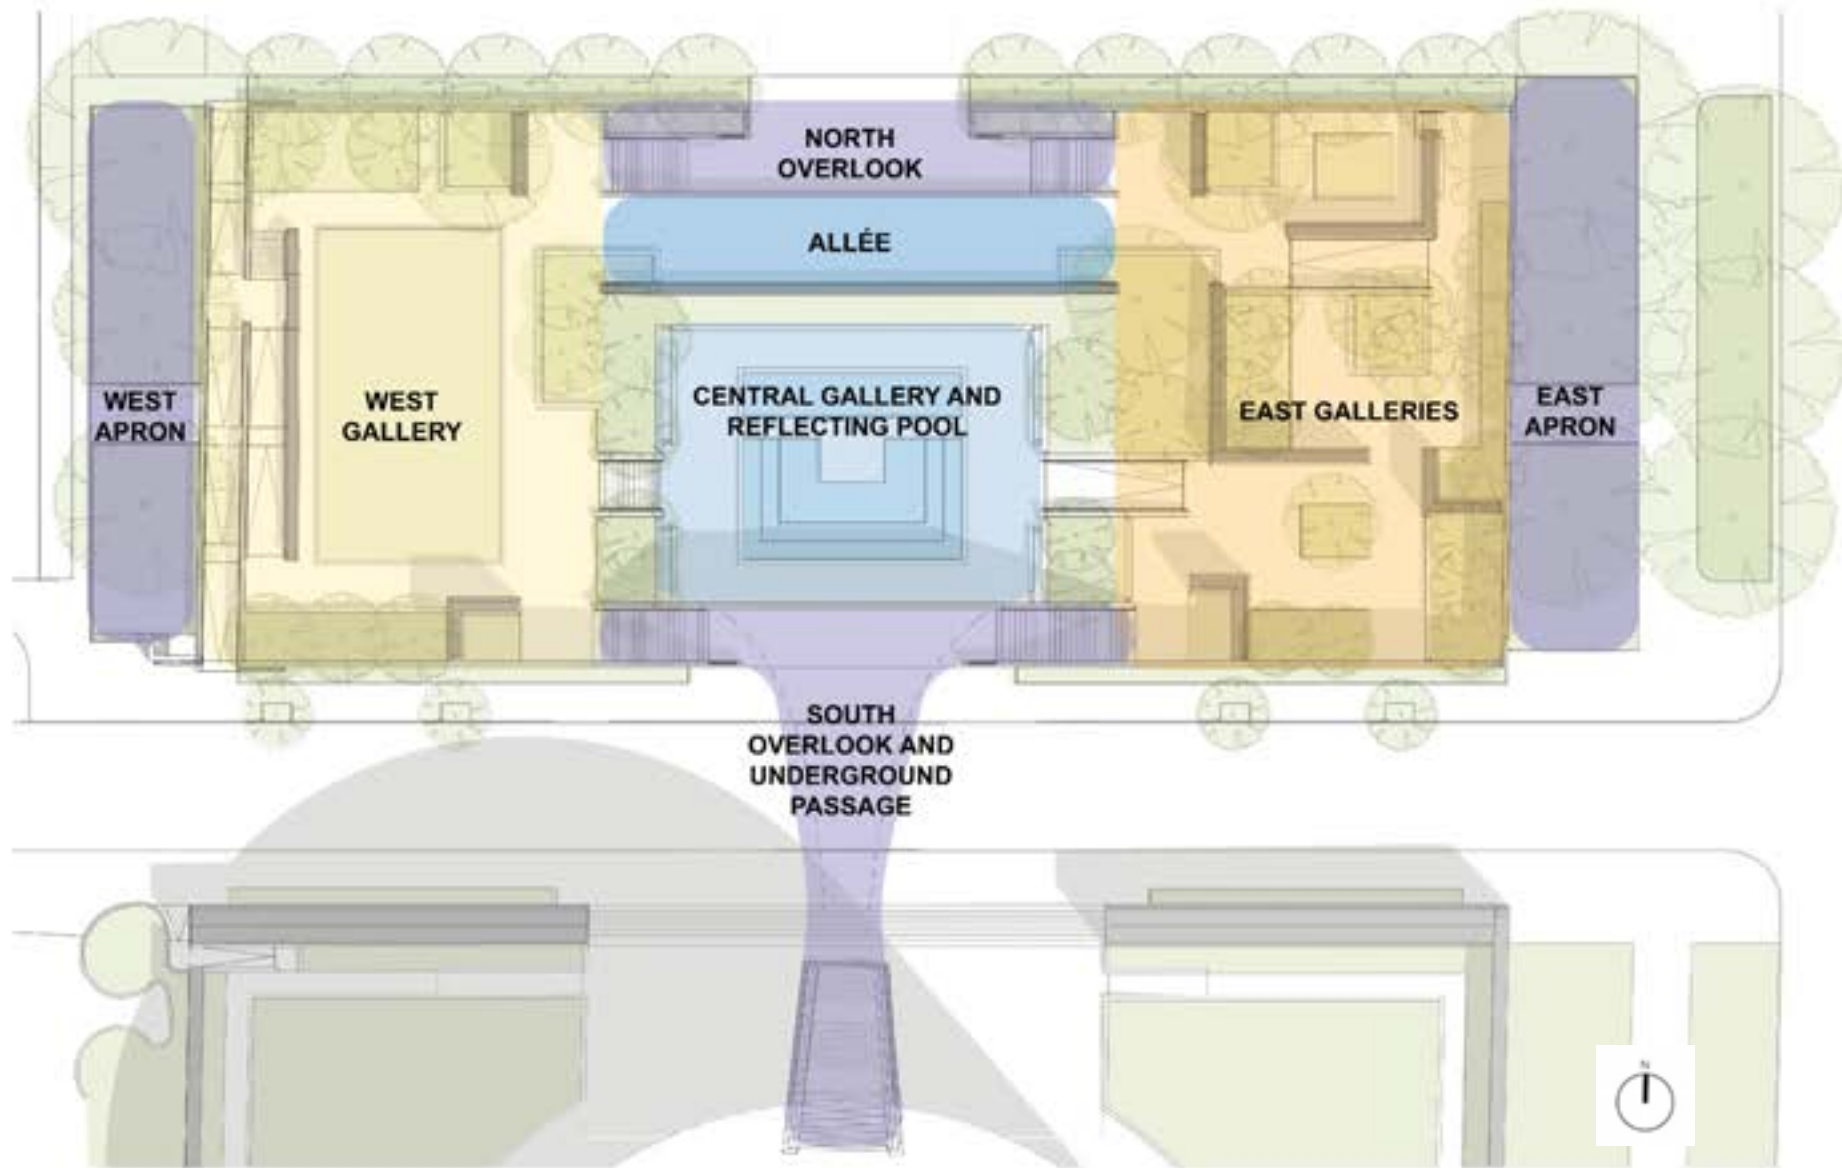 NORTH
OVERLOOK
ALLÉE
WEST
APRON
WEST
GALLERY
CENTRAL GALLERY AND
REFLECTING POOL
EAST GALLERIES
EAST
APRON
SOUTH
OVERLOOK AND
UNDERGROUND
PASSAGE
N